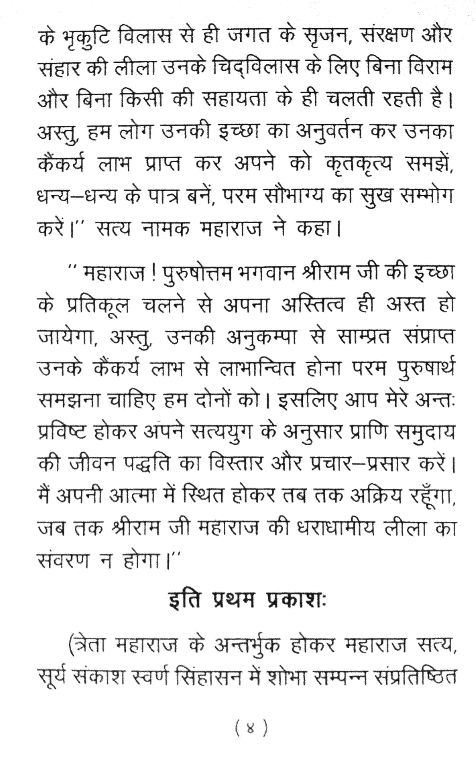 के भृकुटि विलास से ही जगत के सृजन, संरक्षण और
संहार की लीला उनके चिद्विलास के लिए बिना विराम
और बिना किसी की सहायता के ही चलती रहती है।
अस्तु, हम लोग उनकी इच्छा का अनुवर्तन कर उनका
कैंकर्य लाभ प्राप्त कर अपने को कृतकृत्य समझें,
धन्य–धन्य के पात्र बनें, परम सौभाग्य का सुख सम्भोग
करें।'' सत्य नामक महाराज ने कहा।
'' महाराज ! पुरुषोत्तम भगवान श्रीराम जी की इच्छा
के प्रतिकूल चलने से अपना अस्तित्व ही अस्त हो
जायेगा, अस्तु, उनकी अनुकम्पा से साम्प्रत संप्राप्त
उनके कैंकर्य लाभ से लाभान्वित होना परम पुरुषार्थ
समझना चाहिए हम दोनों को। इसलिए आप मेरे अन्तः
प्रविष्ट होकर अपने सत्ययुग के अनुसार प्राणि समुदाय
की जीवन पद्धति का विस्तार और प्रचार–प्रसार करें।
मैं अपनी आत्मा में स्थित होकर तब तक अक्रिय रहूँगा,
जब तक श्रीराम जी महाराज की धराधामीय लीला का
संवरण न होगा।''
इति प्रथम प्रकाशः
(त्रेता महाराज के अन्तर्भुक होकर महाराज सत्य,
सूर्य संकाश स्वर्ण सिंहासन में शोभा सम्पन्न संप्रतिष्ठित
( ४ )